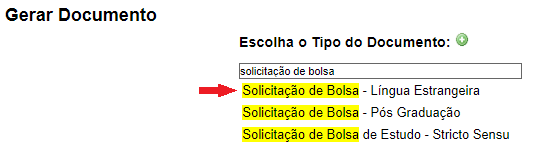 Gerar Documento
Escolha o Tipo do Documento:
solicitação de bolsa
Solicitação de Bolsa - Língua Estrangeira
Solicitação de Bolsa - Pós Graduação
Solicitação de Bolsa de Estudo - Stricto Sensu